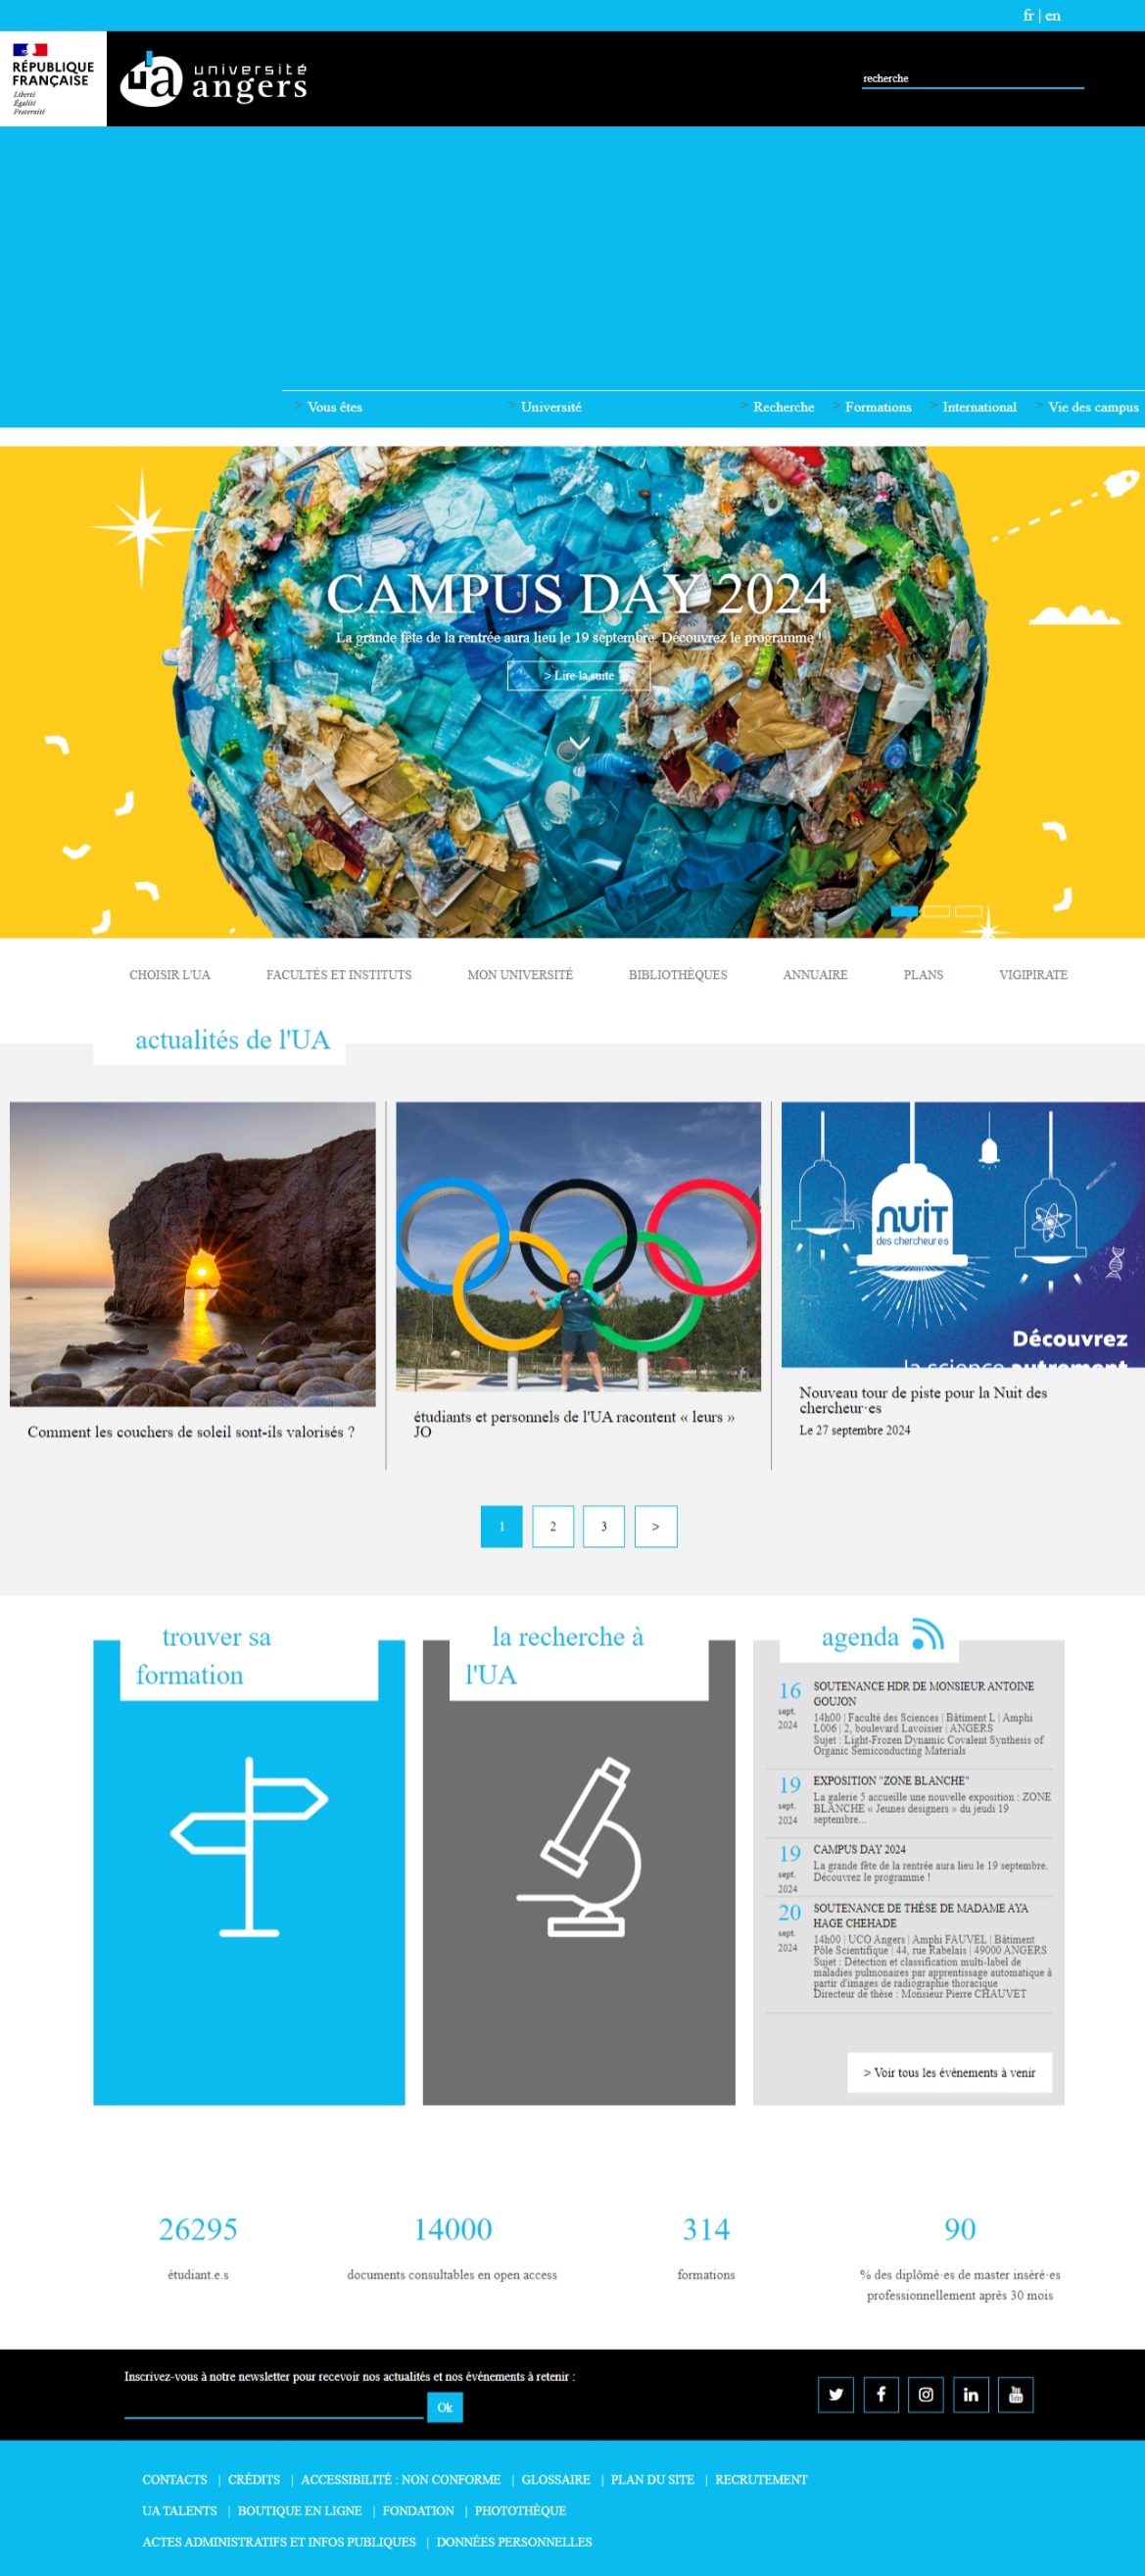 fr | en
RÉPUBLIQUE
FRANÇAISE
Liberté
Égalité
Fraternité
université
angers
recherche
> Vous êtes > Université > Recherche > Formations > International > Vie des campus
CAMPUS DAY 2024
La grande fête de la rentrée aura lieu le 19 septembre. Découvrez le programme !
> Lire la suite
CHOISIR L'UA FACULTÉS ET INSTITUTS MON UNIVERSITÉ BIBLIOTHÈQUES ANNUAIRE PLANS VIGIPIRATE
actualités de l'UA
nuit
des chercheur·es
Découvrez
la science autrement
Comment les couchers de soleil sont-ils valorisés ?
étudiants et personnels de l'UA racontent « leurs »
JO
Nouveau tour de piste pour la Nuit des
chercheur·es
Le 27 septembre 2024
1 2 3 >
trouver sa
formation
la recherche à
l'UA
agenda
16 sept. 2024
SOUTENANCE HDR DE MONSIEUR ANTOINE
GOUJON
14h00 | Faculté des Sciences | Bâtiment L | Amphi
L006 | 2, boulevard Lavoisier | ANGERS
Sujet : Light-Frozen Dynamic Covalent Synthesis of
Organic Semiconducting Materials
19 sept. 2024
EXPOSITION "ZONE BLANCHE"
La galerie 5 accueille une nouvelle exposition : ZONE
BLANCHE « Jeunes designers » du jeudi 19
septembre...
19 sept. 2024
CAMPUS DAY 2024
La grande fête de la rentrée aura lieu le 19 septembre.
Découvrez le programme !
20 sept. 2024
SOUTENANCE DE THÈSE DE MADAME AYA
HAGE CHEHADE
14h00 | UCO Angers | Amphi FAUVEL | Bâtiment
Pôle Scientifique | 44, rue Rabelais | 49000 ANGERS
Sujet : Détection et classification multi-label de
maladies pulmonaires par apprentissage automatique à
partir d'images de radiographie thoracique
Directeur de thèse : Monsieur Pierre CHAUVET
> Voir tous les événements à venir
26295 14000 314 90
étudiant.e.s documents consultables en open access formations % des diplômé·es de master inséré·es
professionnellement après 30 mois
Inscrivez-vous à notre newsletter pour recevoir nos actualités et nos événements à retenir :
Ok
CONTACTS | CRÉDITS | ACCESSIBILITÉ : NON CONFORME | GLOSSAIRE | PLAN DU SITE | RECRUTEMENT
UA TALENTS | BOUTIQUE EN LIGNE | FONDATION | PHOTOTHÈQUE
ACTES ADMINISTRATIFS ET INFOS PUBLIQUES | DONNÉES PERSONNELLES